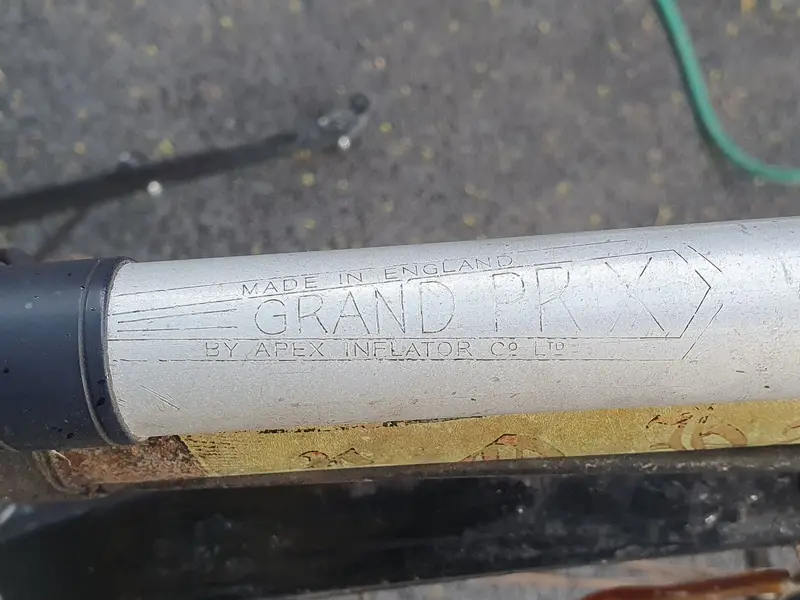 MADE IN ENGLAND
GRAND PRIX
BY APEX INFLATOR Cº LTD